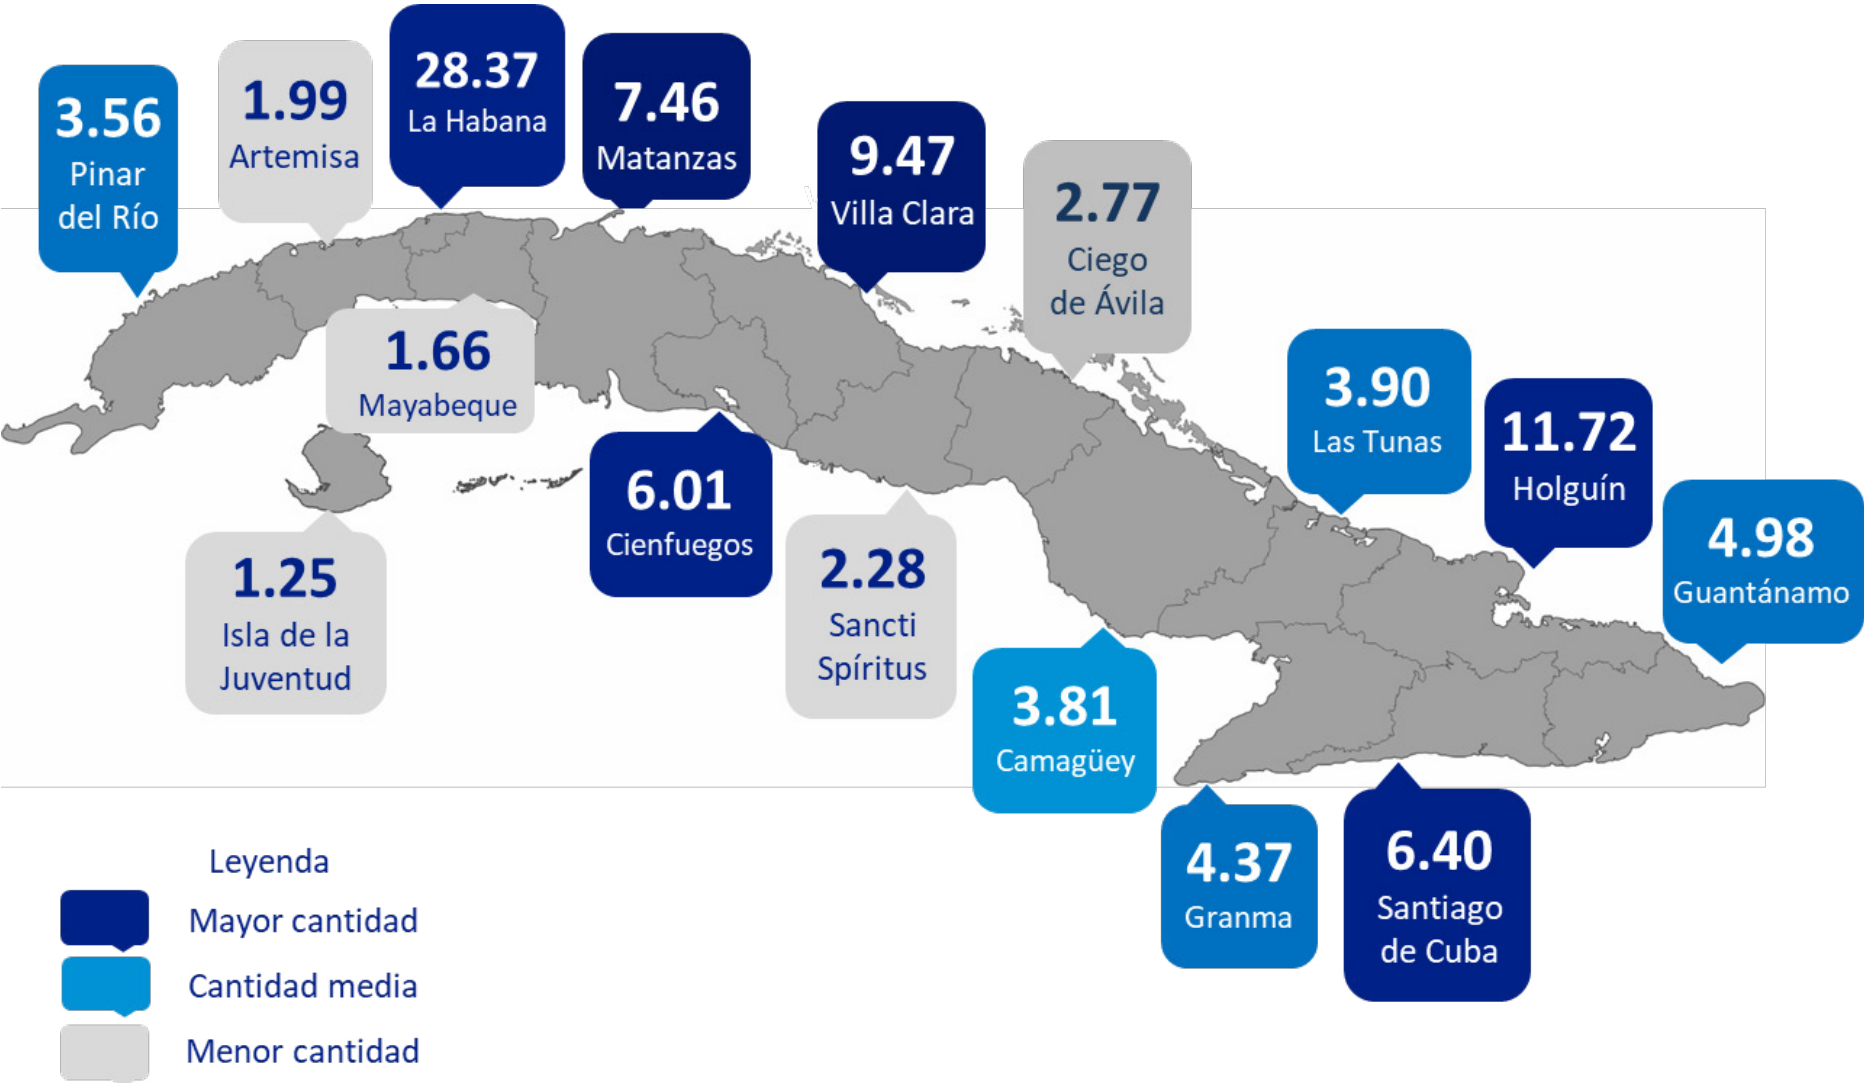 3.56
Pinar
del Río
1.99
Artemisa
28.37
La Habana
7.46
Matanzas
9.47
Villa Clara
2.77
Ciego
de Ávila
1.66
Mayabeque
3.90
Las Tunas
11.72
Holguín
4.98
Guantánamo
6.01
Cienfuegos
2.28
Sancti
Spíritus
1.25
Isla de la
Juventud
3.81
Camagüey
4.37
Granma
6.40
Santiago
de Cuba
Leyenda
Mayor cantidad
Cantidad media
Menor cantidad